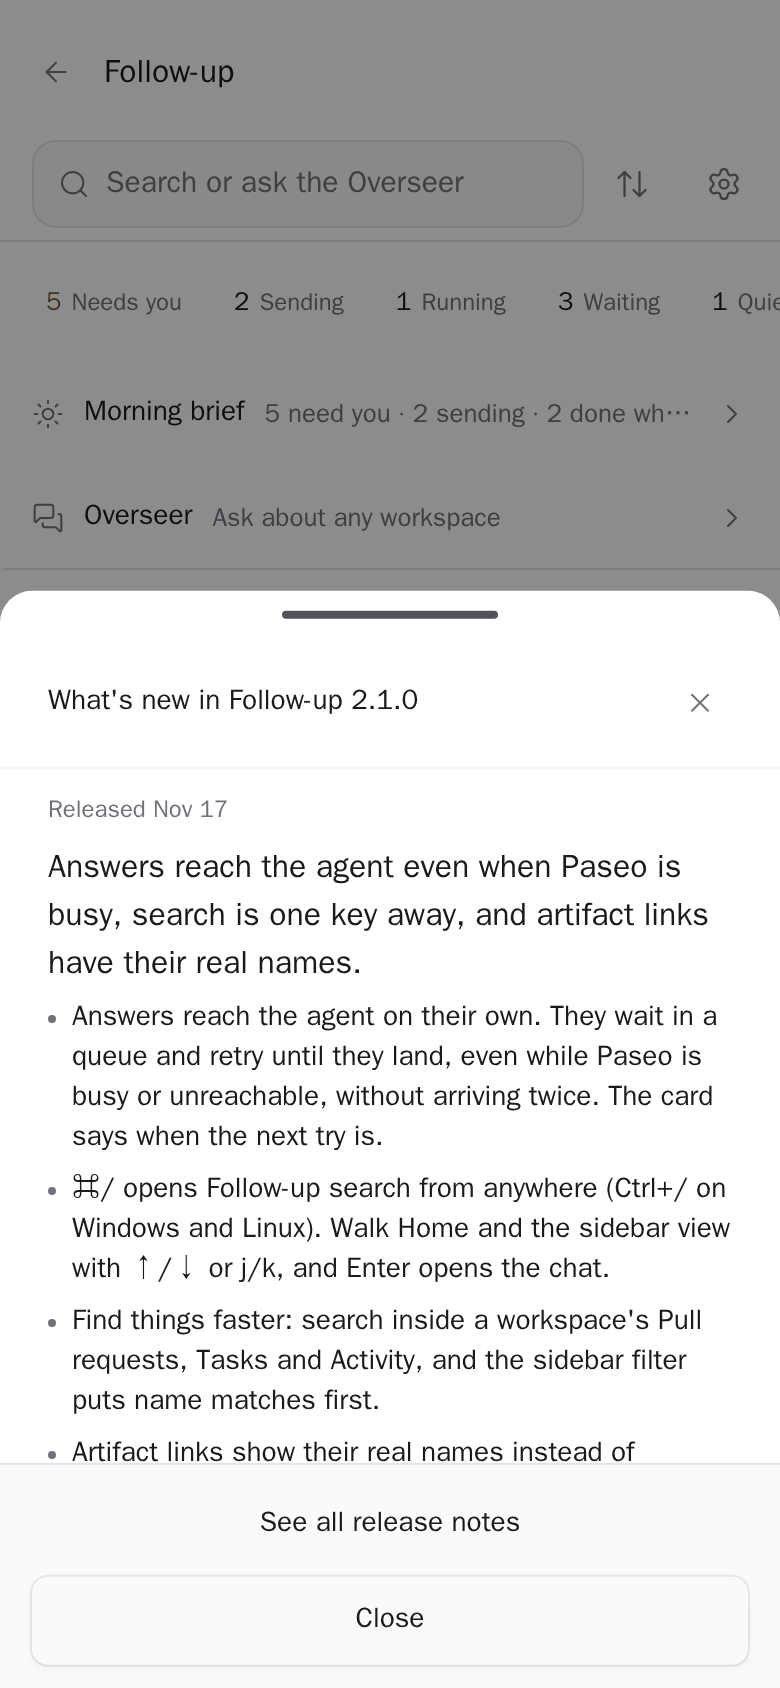 Follow-up
Search or ask the Overseer
5 Needs you 2 Sending 1 Running 3 Waiting 1
Morning brief 5 need you · 2 sending · 2 done wh···
Overseer Ask about any workspace
What's new in Follow-up 2.1.0
Released Nov 17
Answers reach the agent even when Paseo is
busy, search is one key away, and artifact links
have their real names.
• Answers reach the agent on their own. They wait in a
queue and retry until they land, even while Paseo is
busy or unreachable, without arriving twice. The card
says when the next try is.
• ⌘/ opens Follow-up search from anywhere (Ctrl+/ on
Windows and Linux). Walk Home and the sidebar view
with ↑/↓ or j/k, and Enter opens the chat.
• Find things faster: search inside a workspace's Pull
requests, Tasks and Activity, and the sidebar filter
puts name matches first.
• Artifact links show their real names instead of
See all release notes
Close